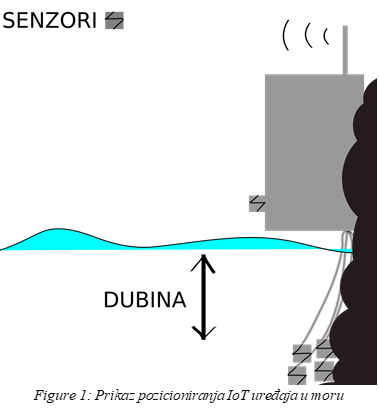 SENZORI
DUBINA
Figure 1: Prikaz pozicioniranja IoT uređaja u moru